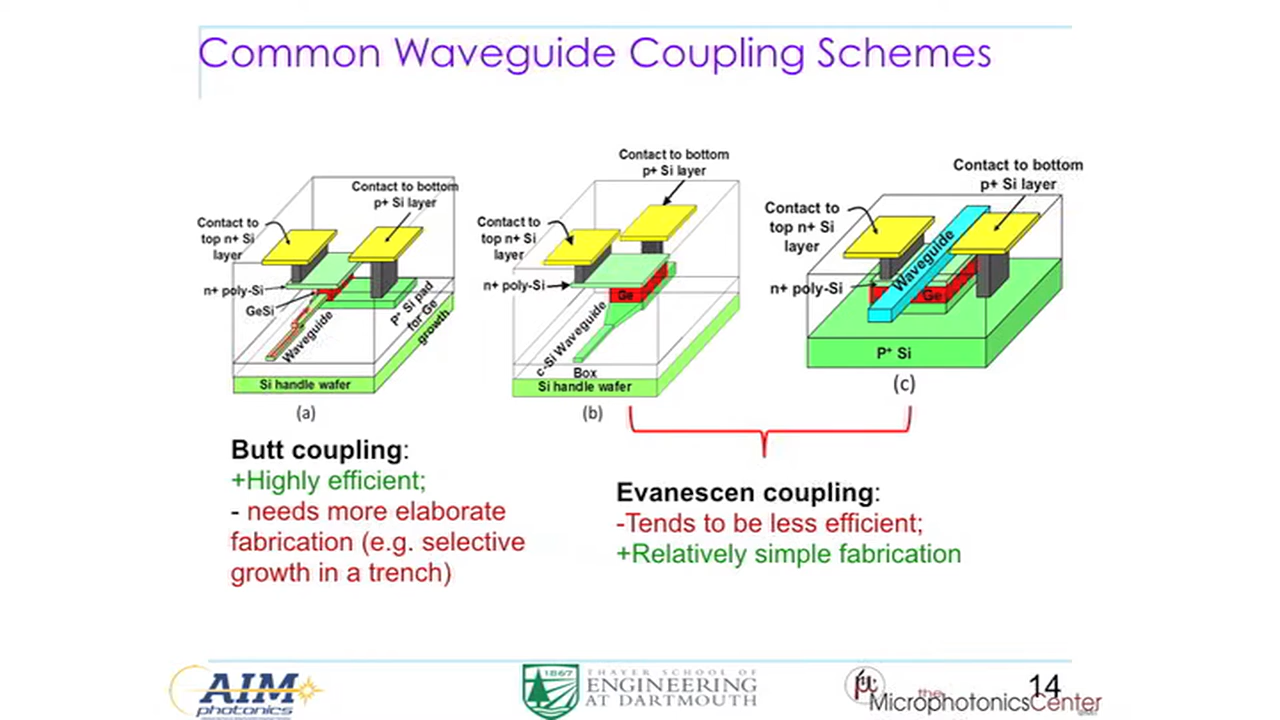 Common Waveguide Coupling Schemes
Contact to
top n+ Si
layer
Contact to bottom
p+ Si layer
n+ poly-Si
GeSi
Waveguide
P⁺ Si pad
for Ge
growth
Si handle wafer
(a)
Contact to bottom
p+ Si layer
Contact to
top n+ Si
layer
n+ poly-Si
Ge
c-Si Waveguide
Box
Si handle wafer
(b)
Contact to bottom
p+ Si layer
Contact to
top n+ Si
layer
n+ poly-Si
Waveguide
Ge
P⁺ Si
(c)
Butt coupling:
+Highly efficient;
- needs more elaborate
fabrication (e.g. selective
growth in a trench)
Evanescen coupling:
-Tends to be less efficient;
+Relatively simple fabrication
AIM
photonics
1867
THAYER SCHOOL OF
ENGINEERING
AT DARTMOUTH
μ
the
MicrophotonicsCenter
14